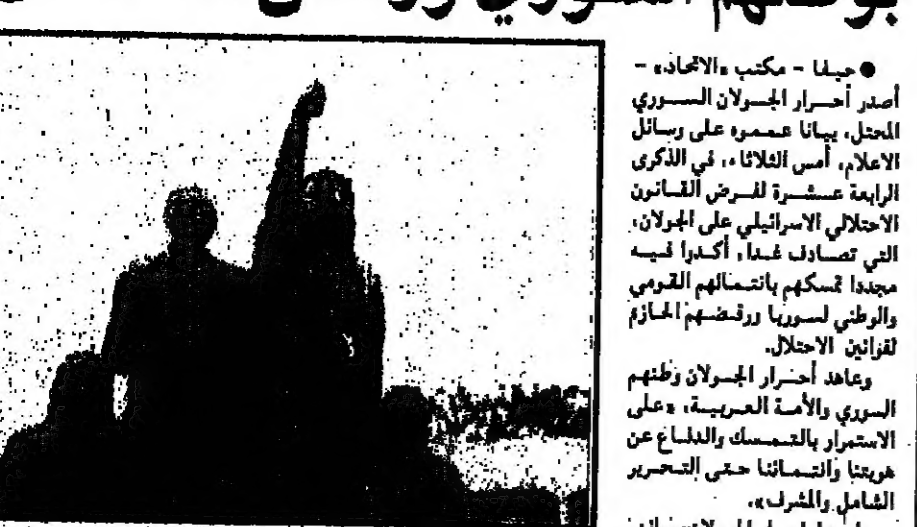 ● حيفا - مكتب «الاتحاد» -
أصدر أحرار الجولان السوري
المحتل، بيانا عمموه على وسائل
الاعلام، أمس الثلاثاء، في الذكرى
الرابعة عشرة لفرض القانون
الاحتلالي الاسرائيلي على الجولان،
التي تصادف غدا، أكدوا فيه
مجددا تمسكهم بانتمائهم القومي
والوطني لسوريا ورفضهم الحازم
لقوانين الاحتلال.
وعاهد أحرار الجولان وطنهم
السوري والأمة العربية، «على
الاستمرار بالتمسك والدفاع عن
هويتنا وانتمائنا حتى التحرير
الشامل والمشرف».